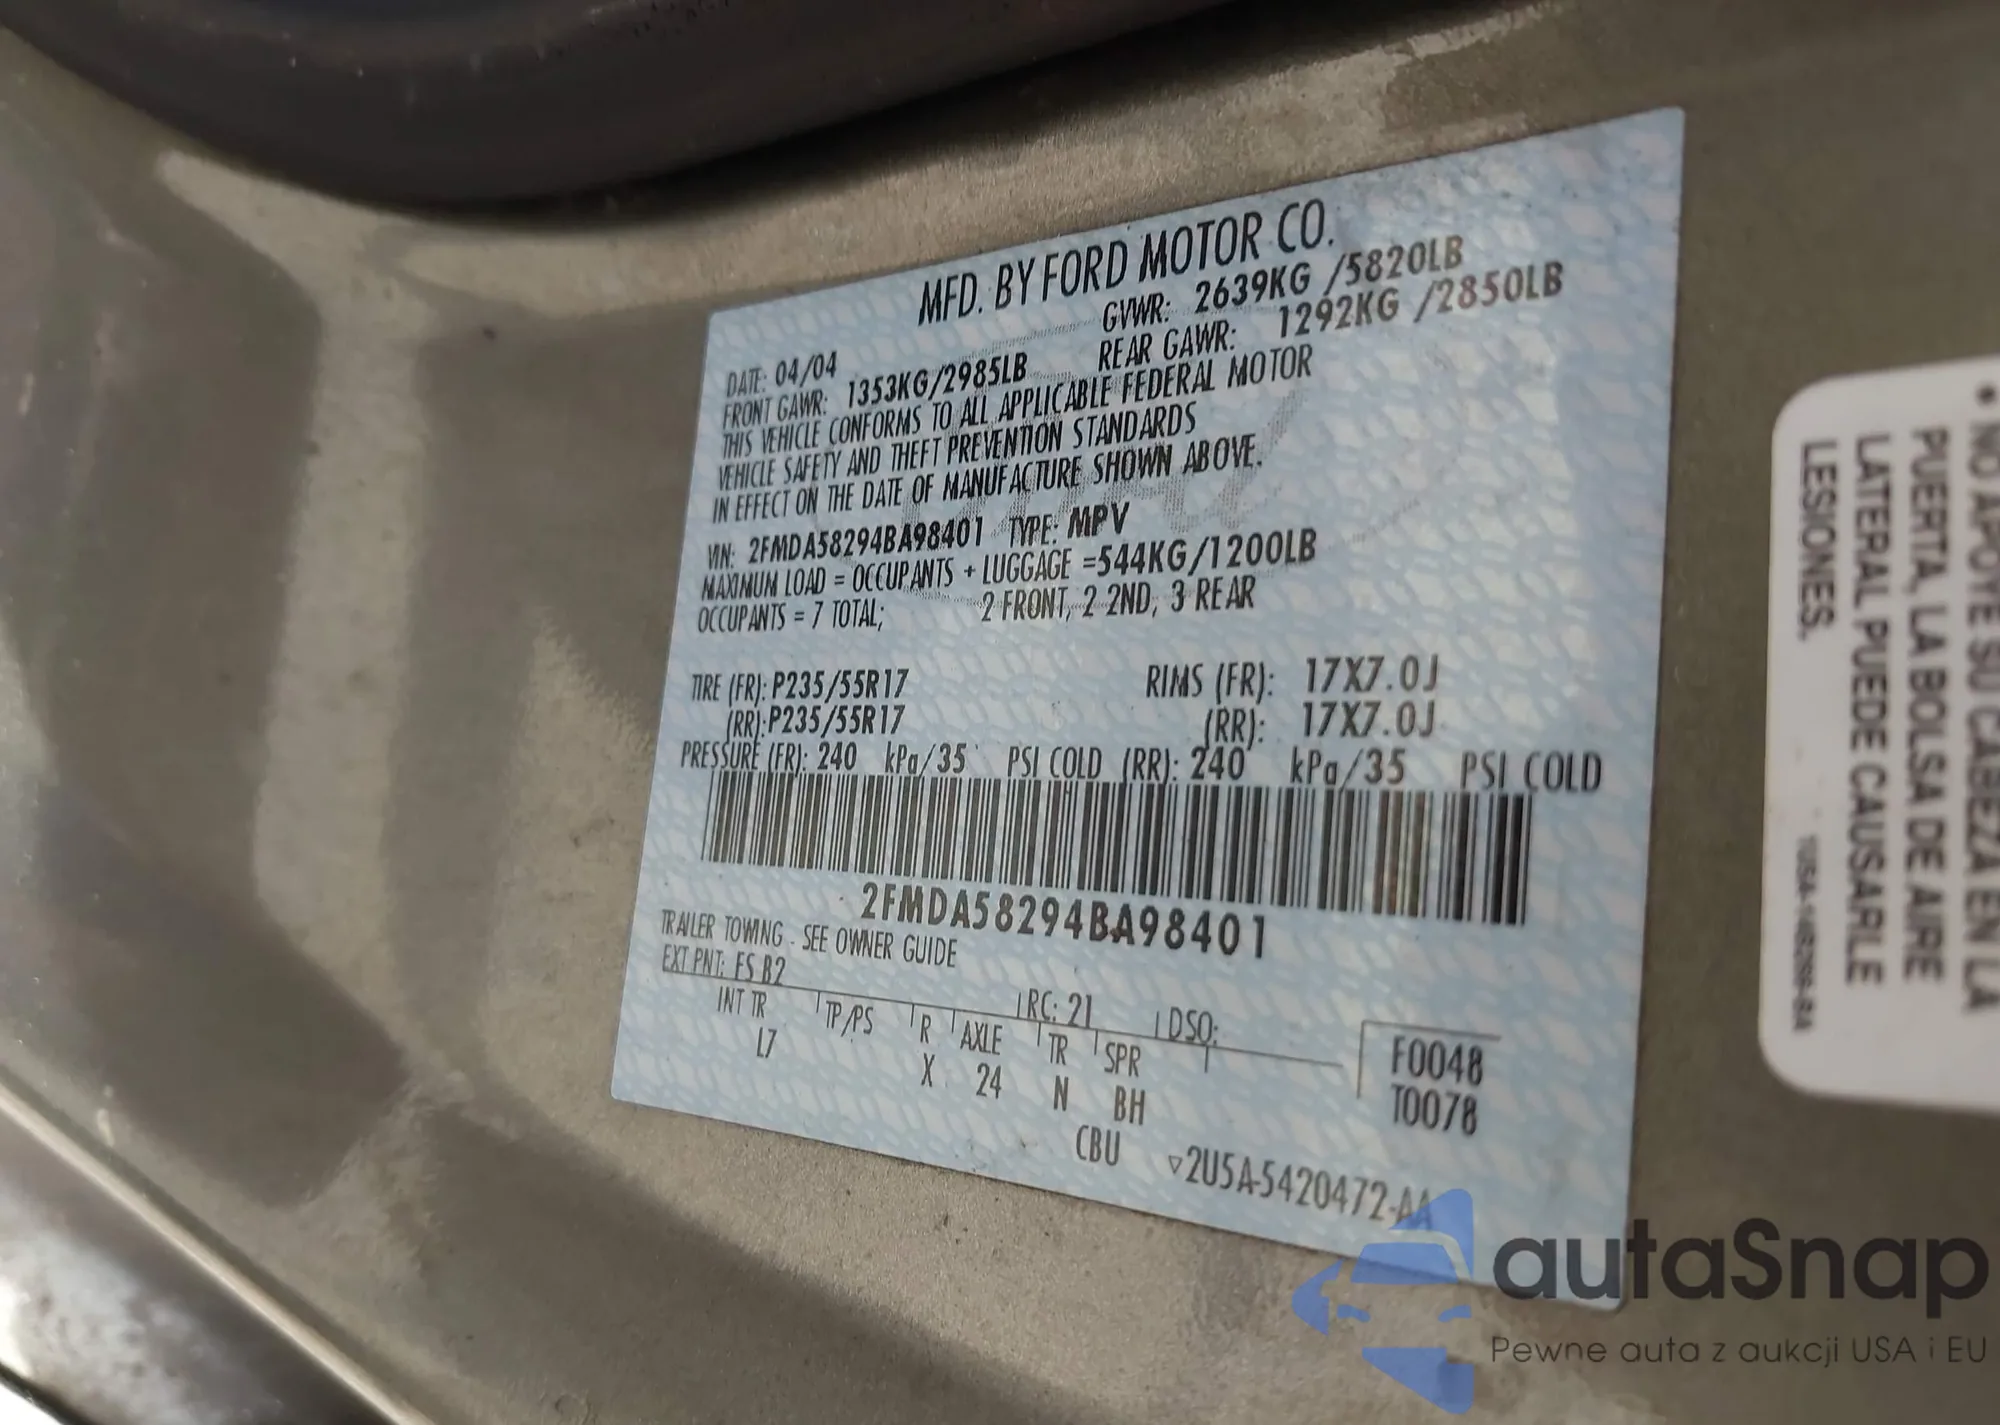 MFD. BY FORD MOTOR CO.
DATE: 04/04 GVWR: 2639KG /5820LB
FRONT GAWR: 1353KG/2985LB REAR GAWR: 1292KG /2850LB
THIS VEHICLE CONFORMS TO ALL APPLICABLE FEDERAL MOTOR
VEHICLE SAFETY AND THEFT PREVENTION STANDARDS
IN EFFECT ON THE DATE OF MANUFACTURE SHOWN ABOVE.
VIN: 2FMDA58294BA98401 TYPE: MPV
MAXIMUM LOAD = OCCUPANTS + LUGGAGE =544KG/1200LB
OCCUPANTS = 7 TOTAL; 2 FRONT, 2 2ND, 3 REAR
TIRE (FR): P235/55R17 RIMS (FR): 17X7.0J
(RR): P235/55R17 (RR): 17X7.0J
PRESSURE (FR): 240 kPa/35 PSI COLD (RR): 240 kPa/35 PSI COLD
2FMDA58294BA98401
TRAILER TOWING - SEE OWNER GUIDE
EXT PNT: FS B2 RC: 21 DSO:
INT TR TP/PS R AXLE TR SPR F0048
L7 X 24 N BH T0078
CBU ▽2U5A-5420472-AA
• NO APOYE SU CABEZA EN LA
PUERTA, LA BOLSA DE AIRE
LATERAL PUEDE CAUSARLE
LESIONES.
autaSnap
Pewne auta z aukcji USA i EU